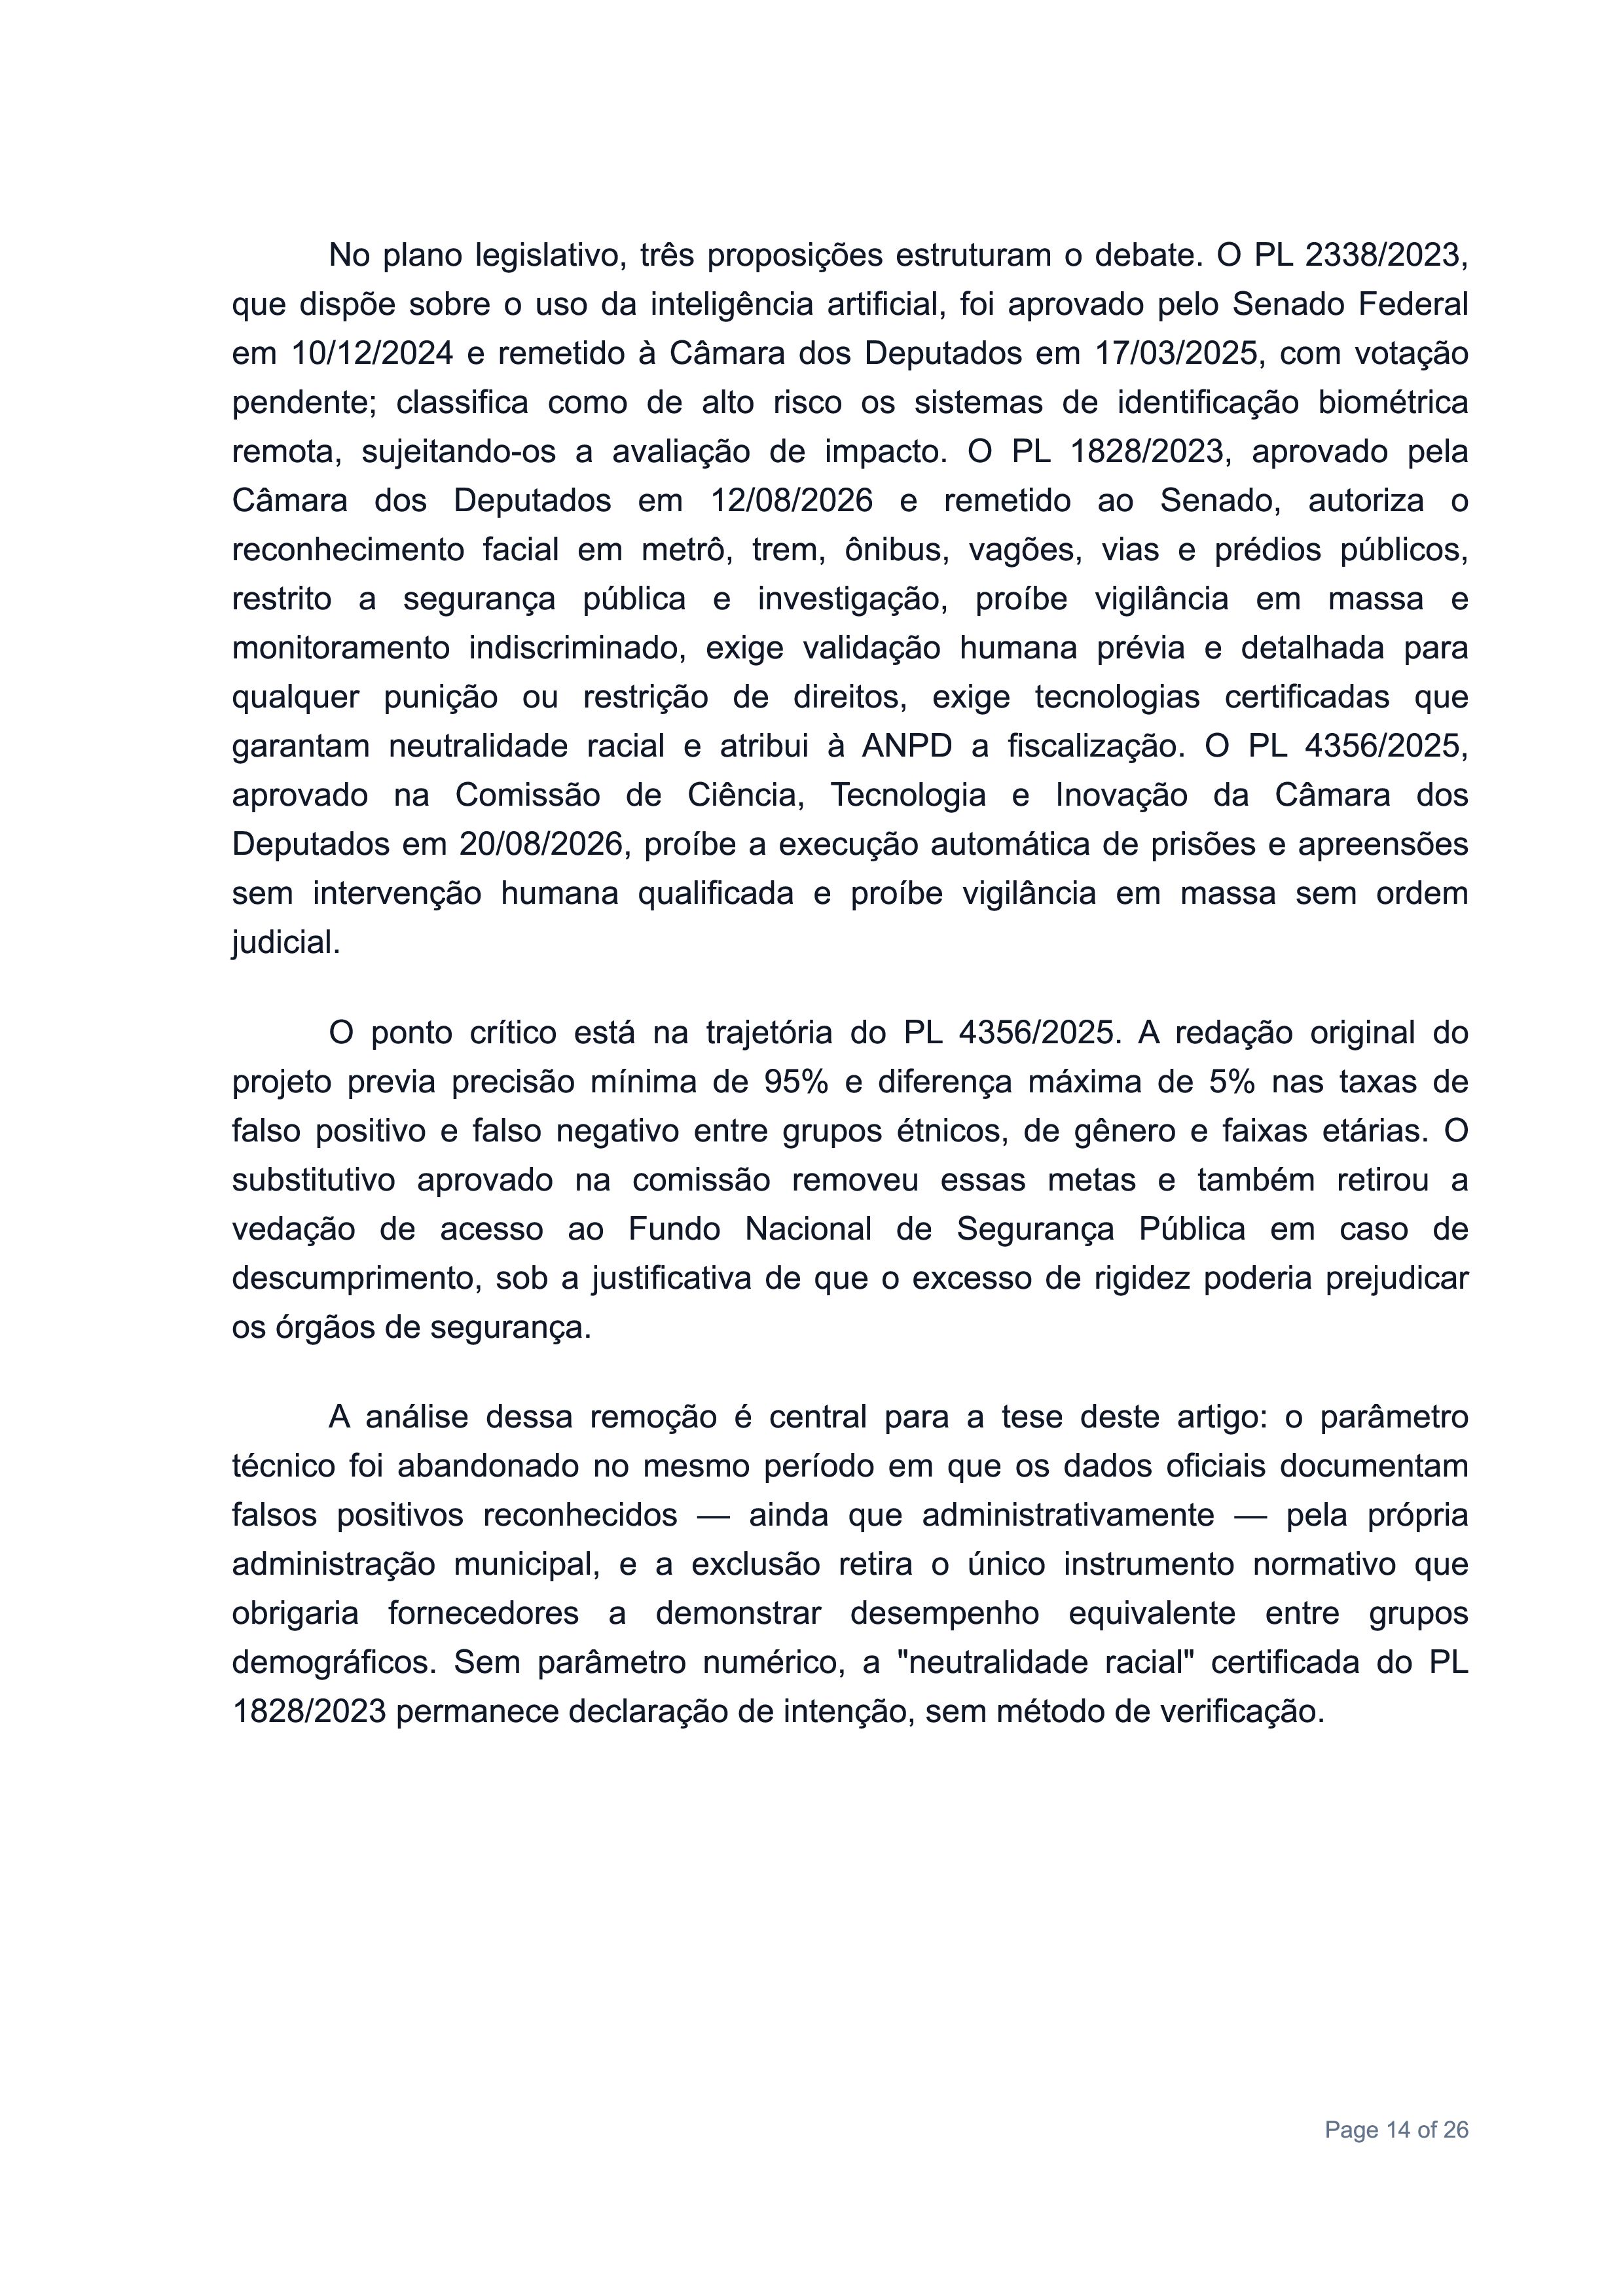 No plano legislativo, três proposições estruturam o debate. O PL 2338/2023,
que dispõe sobre o uso da inteligência artificial, foi aprovado pelo Senado Federal
em 10/12/2024 e remetido à Câmara dos Deputados em 17/03/2025, com votação
pendente; classifica como de alto risco os sistemas de identificação biométrica
remota, sujeitando-os a avaliação de impacto. O PL 1828/2023, aprovado pela
Câmara dos Deputados em 12/08/2026 e remetido ao Senado, autoriza o
reconhecimento facial em metrô, trem, ônibus, vagões, vias e prédios públicos,
restrito a segurança pública e investigação, proíbe vigilância em massa e
monitoramento indiscriminado, exige validação humana prévia e detalhada para
qualquer punição ou restrição de direitos, exige tecnologias certificadas que
garantam neutralidade racial e atribui à ANPD a fiscalização. O PL 4356/2025,
aprovado na Comissão de Ciência, Tecnologia e Inovação da Câmara dos
Deputados em 20/08/2026, proíbe a execução automática de prisões e apreensões
sem intervenção humana qualificada e proíbe vigilância em massa sem ordem
judicial.
O ponto crítico está na trajetória do PL 4356/2025. A redação original do
projeto previa precisão mínima de 95% e diferença máxima de 5% nas taxas de
falso positivo e falso negativo entre grupos étnicos, de gênero e faixas etárias. O
substitutivo aprovado na comissão removeu essas metas e também retirou a
vedação de acesso ao Fundo Nacional de Segurança Pública em caso de
descumprimento, sob a justificativa de que o excesso de rigidez poderia prejudicar
os órgãos de segurança.
A análise dessa remoção é central para a tese deste artigo: o parâmetro
técnico foi abandonado no mesmo período em que os dados oficiais documentam
falsos positivos reconhecidos — ainda que administrativamente — pela própria
administração municipal, e a exclusão retira o único instrumento normativo que
obrigaria fornecedores a demonstrar desempenho equivalente entre grupos
demográficos. Sem parâmetro numérico, a "neutralidade racial" certificada do PL
1828/2023 permanece declaração de intenção, sem método de verificação.
Page 14 of 26